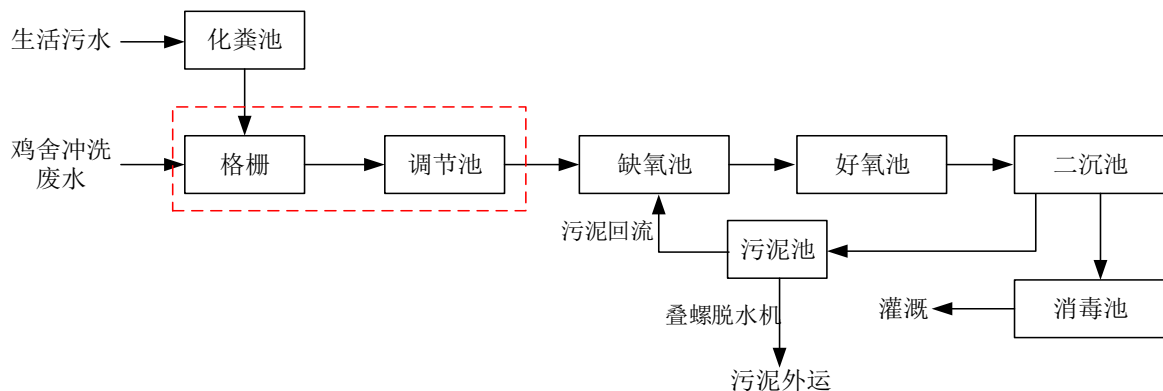 生活污水
化粪池
鸡舍冲洗
废水
格栅
调节池
缺氧池
好氧池
二沉池
污泥回流
污泥池
叠螺脱水机
灌溉
消毒池
污泥外运